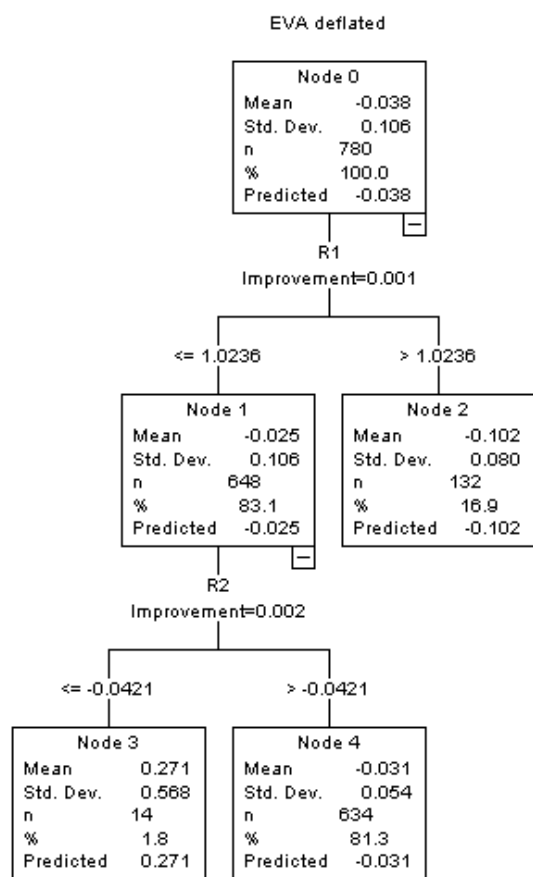 EVA deflated
Node 0
Mean -0.038
Std. Dev. 0.106
n 780
% 100.0
Predicted -0.038
R1
Improvement=0.001
<= 1.0236 > 1.0236
Node 1
Mean -0.025
Std. Dev. 0.106
n 648
% 83.1
Predicted -0.025
Node 2
Mean -0.102
Std. Dev. 0.080
n 132
% 16.9
Predicted -0.102
R2
Improvement=0.002
<= -0.0421 > -0.0421
Node 3
Mean 0.271
Std. Dev. 0.568
n 14
% 1.8
Predicted 0.271
Node 4
Mean -0.031
Std. Dev. 0.054
n 634
% 81.3
Predicted -0.031